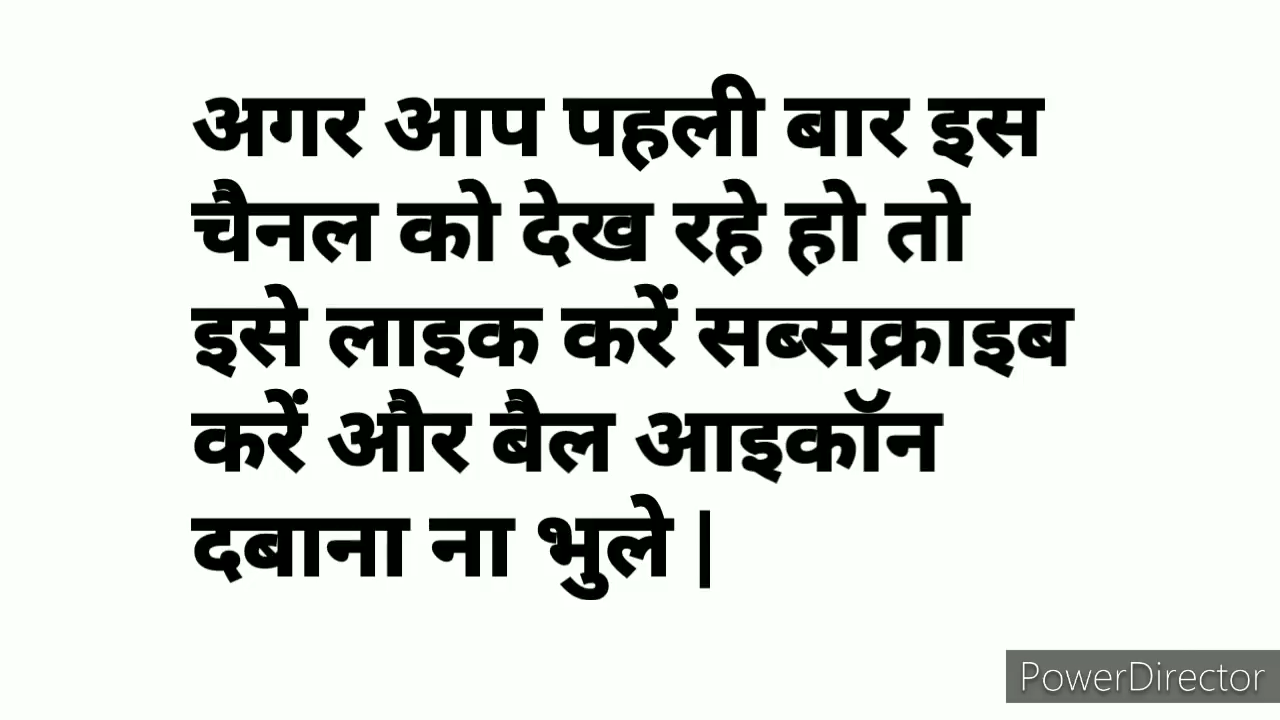 अगर आप पहली बार इस
चैनल को देख रहे हो तो
इसे लाइक करें सब्सक्राइब
करें और बैल आइकॉन
दबाना ना भुले |
PowerDirector